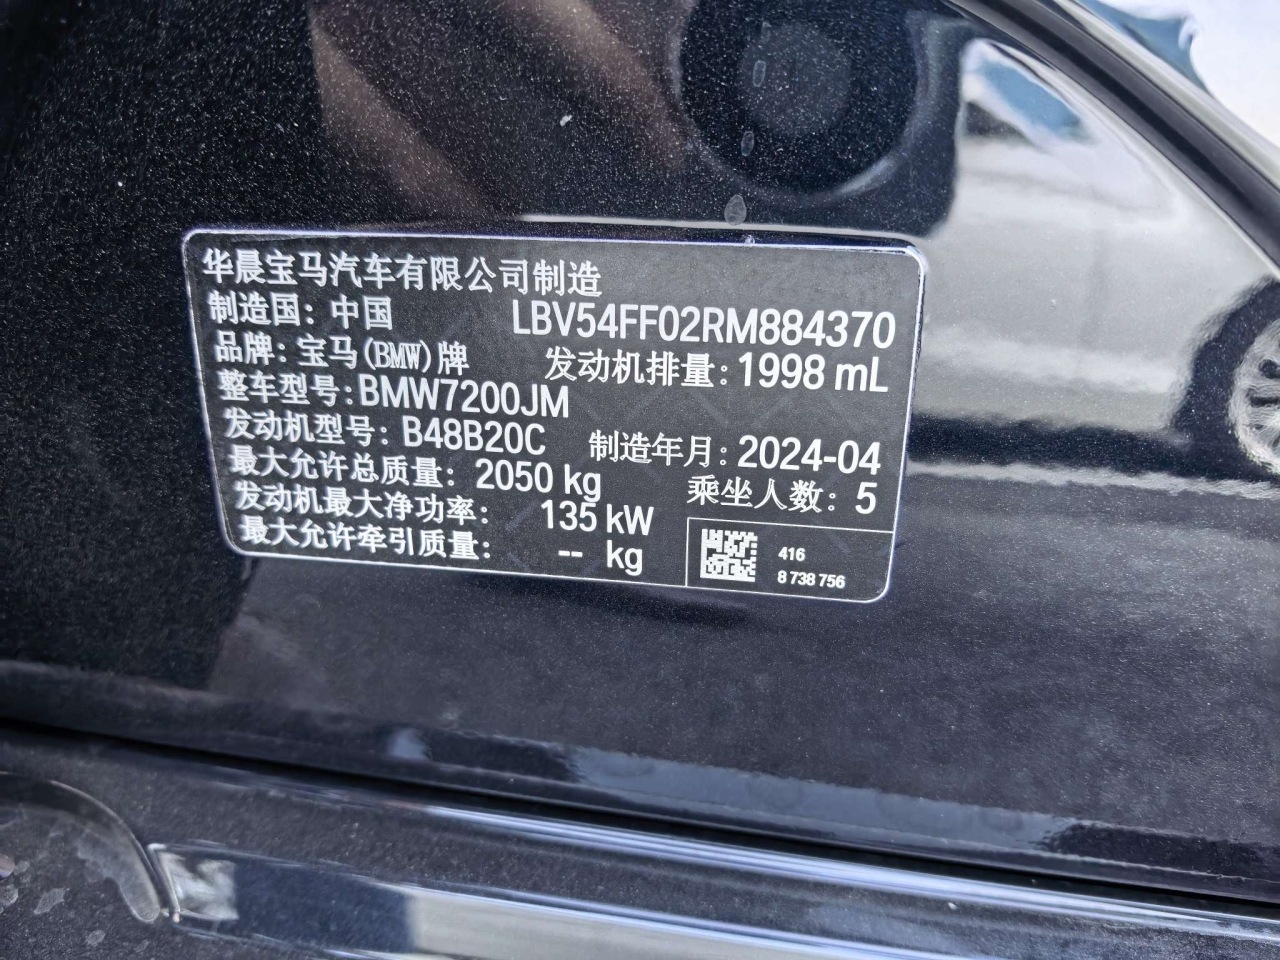 华晨宝马汽车有限公司制造
制造国：中国 LBV54FF02RM884370
品牌：宝马(BMW)牌 发动机排量：1998 mL
整车型号：BMW7200JM
发动机型号：B48B20C 制造年月：2024-04
最大允许总质量：2050 kg 乘坐人数：5
发动机最大净功率：135 kW
最大允许牵引质量：-- kg
416
8 738 756